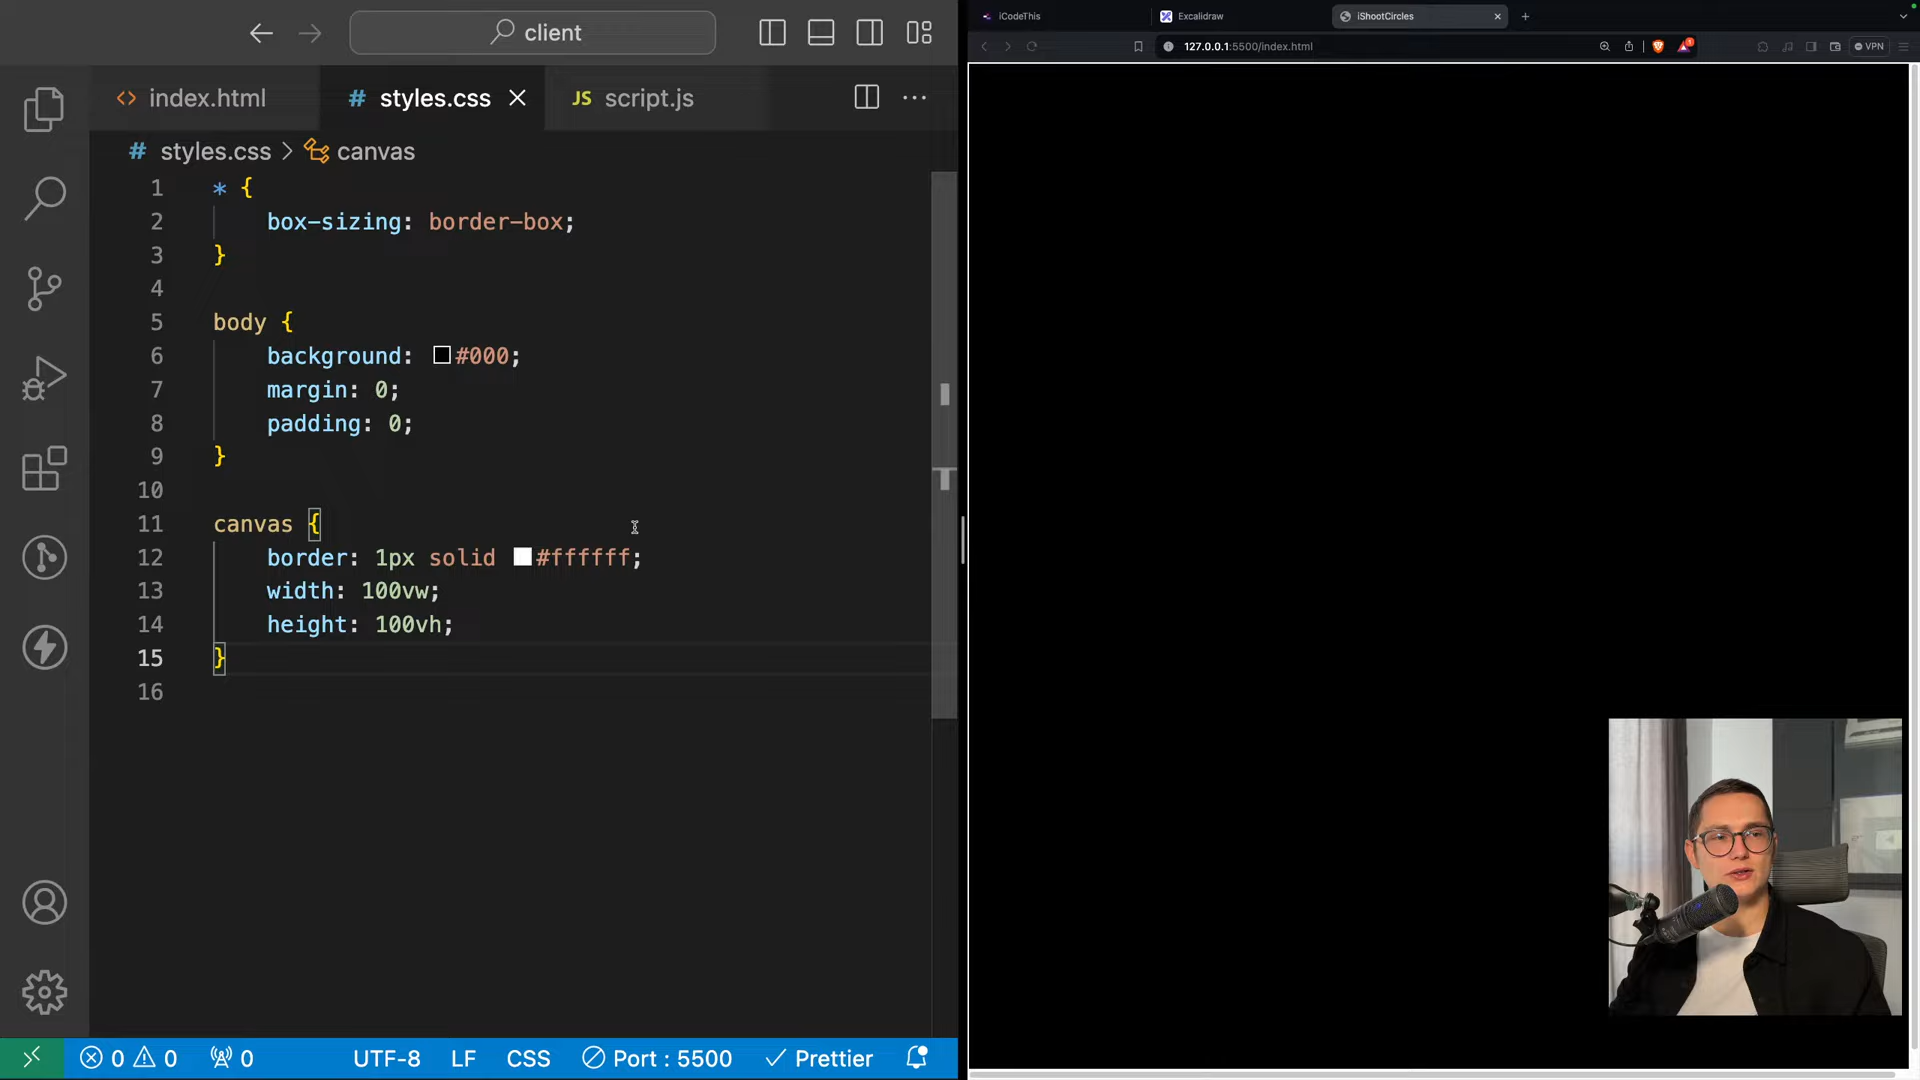 client
iCodeThis
Excalidraw
iShootCircles
127.0.0.1:5500/index.html
1
VPN
index.html
styles.css
JS script.js
# styles.css > canvas
1 * {
2 box-sizing: border-box;
3 }
4
5 body {
6 background: #000;
7 margin: 0;
8 padding: 0;
9 }
10
11 canvas {
12 border: 1px solid #ffffff;
13 width: 100vw;
14 height: 100vh;
15 }
16
0 0 0 UTF-8 LF CSS Port : 5500 Prettier